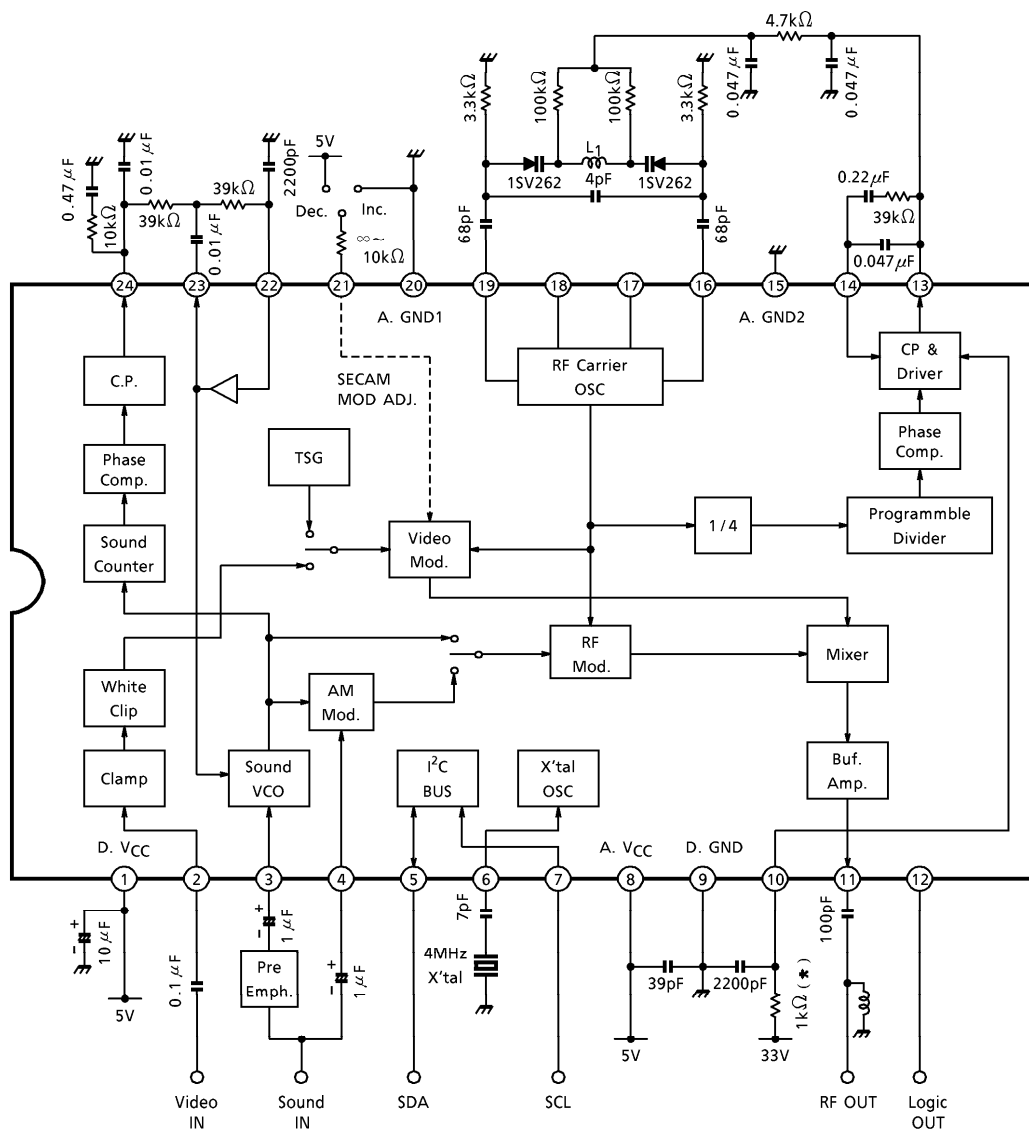 4.7kΩ
0.047μF
0.047μF
3.3kΩ
100kΩ
100kΩ
3.3kΩ
L1
1SV262
4pF
1SV262
68pF
68pF
0.22μF
39kΩ
0.047μF
0.47μF
10kΩ
0.01μF
39kΩ
39kΩ
0.01μF
2200pF
5V
Dec.
Inc.
∞~
10kΩ
24
23
22
21
20
19
18
17
16
15
14
13
A. GND1
A. GND2
C.P.
SECAM
MOD ADJ.
RF Carrier
OSC
CP &
Driver
Phase
Comp.
TSG
Phase
Comp.
Sound
Counter
Video
Mod.
1/4
Programmble
Divider
White
Clip
AM
Mod.
RF
Mod.
Mixer
Clamp
Sound
VCO
I2C
BUS
X'tal
OSC
Buf.
Amp.
D. VCC
A. VCC
D. GND
1
2
3
4
5
6
7
8
9
10
11
12
+
-
10μF
5V
0.1μF
+
-
1μF
Pre
Emph.
+
-
1μF
7pF
4MHz
X'tal
39pF
2200pF
1kΩ(*)
5V
33V
100pF
Video
IN
Sound
IN
SDA
SCL
RF OUT
Logic
OUT